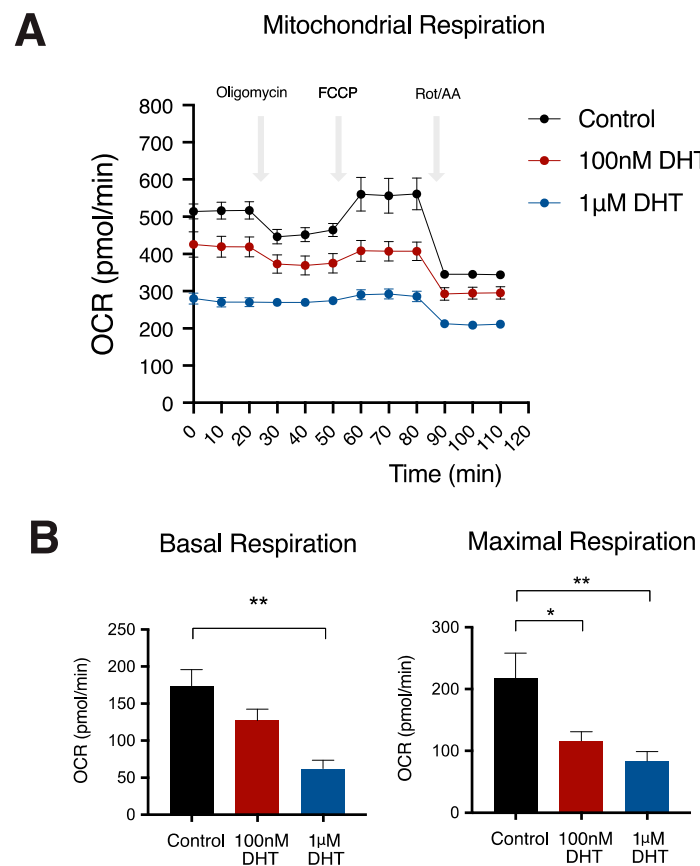 A
Mitochondrial Respiration
Oligomycin
FCCP
Rot/AA
800
700
600
500
400
300
200
100
0
OCR (pmol/min)
0 10 20 30 40 50 60 70 80 90 100 110 120
Time (min)
Control
100nM DHT
1μM DHT
B
Basal Respiration
**
250
200
150
100
50
0
OCR (pmol/min)
Control 100nM DHT 1μM DHT
Maximal Respiration
**
*
300
200
100
0
OCR (pmol/min)
Control 100nM DHT 1μM DHT